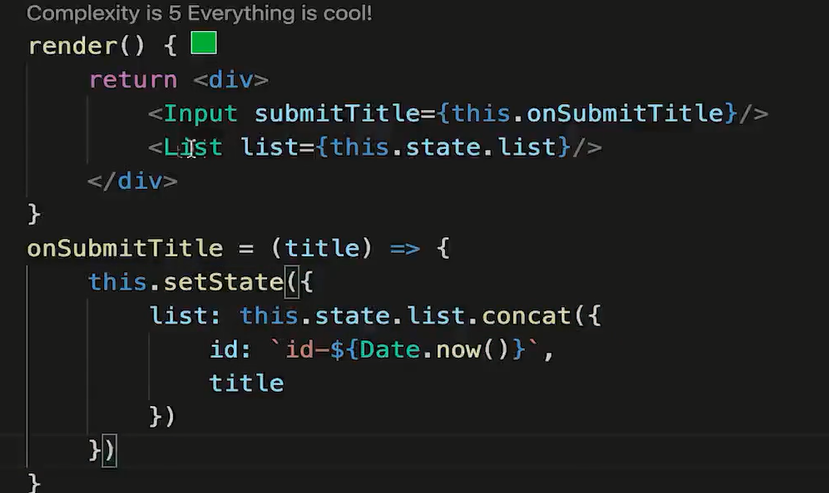 Complexity is 5 Everything is cool!
render() {
return <div>
<Input submitTitle={this.onSubmitTitle}/>
<List list={this.state.list}/>
</div>
}
onSubmitTitle = (title) => {
this.setState({
list: this.state.list.concat({
id: `id-${Date.now()}`,
title
})
})
}